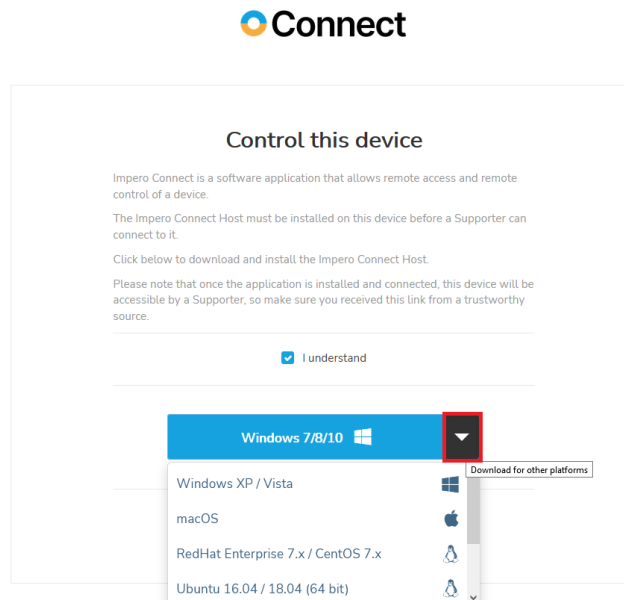 Connect
Control this device
Impero Connect is a software application that allows remote access and remote
control of a device.
The Impero Connect Host must be installed on this device before a Supporter can
connect to it.
Click below to download and install the Impero Connect Host.
Please note that once the application is installed and connected, this device will be
accessible by a Supporter, so make sure you received this link from a trustworthy
source.
I understand
Windows 7/8/10
Download for other platforms
Windows XP / Vista
macOS
RedHat Enterprise 7.x / CentOS 7.x
Ubuntu 16.04 / 18.04 (64 bit)